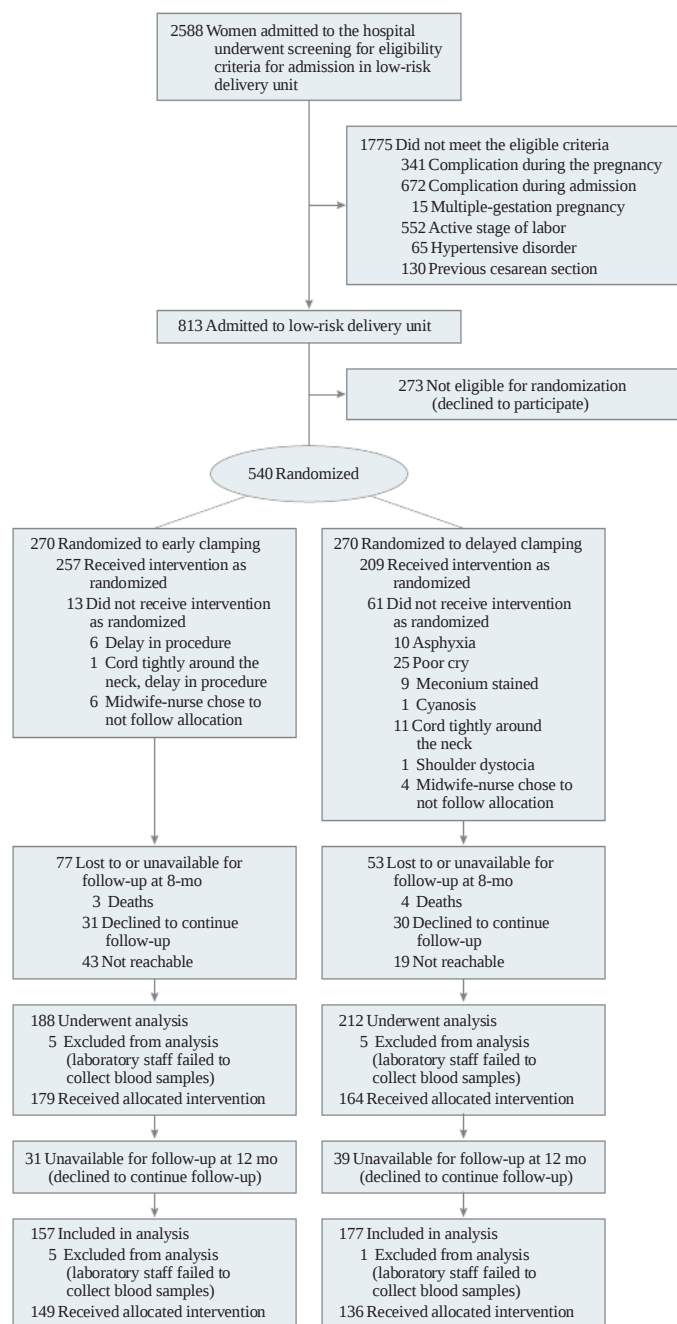 2588 Women admitted to the hospital
underwent screening for eligibility
criteria for admission in low-risk
delivery unit
1775 Did not meet the eligible criteria
341 Complication during the pregnancy
672 Complication during admission
15 Multiple-gestation pregnancy
552 Active stage of labor
65 Hypertensive disorder
130 Previous cesarean section
813 Admitted to low-risk delivery unit
273 Not eligible for randomization
(declined to participate)
540 Randomized
270 Randomized to early clamping
257 Received intervention as
randomized
13 Did not receive intervention
as randomized
6 Delay in procedure
1 Cord tightly around the
neck, delay in procedure
6 Midwife-nurse chose to
not follow allocation
270 Randomized to delayed clamping
209 Received intervention as
randomized
61 Did not receive intervention as
randomized
10 Asphyxia
25 Poor cry
9 Meconium stained
1 Cyanosis
11 Cord tightly around
the neck
1 Shoulder dystocia
4 Midwife-nurse chose to
not follow allocation
77 Lost to or unavailable for
follow-up at 8-mo
3 Deaths
31 Declined to continue
follow-up
43 Not reachable
53 Lost to or unavailable for
follow-up at 8-mo
4 Deaths
30 Declined to continue
follow-up
19 Not reachable
188 Underwent analysis
5 Excluded from analysis
(laboratory staff failed to
collect blood samples)
179 Received allocated intervention
212 Underwent analysis
5 Excluded from analysis
(laboratory staff failed to
collect blood samples)
164 Received allocated intervention
31 Unavailable for follow-up at 12 mo
(declined to continue follow-up)
39 Unavailable for follow-up at 12 mo
(declined to continue follow-up)
157 Included in analysis
5 Excluded from analysis
(laboratory staff failed to
collect blood samples)
149 Received allocated intervention
177 Included in analysis
1 Excluded from analysis
(laboratory staff failed to
collect blood samples)
136 Received allocated intervention